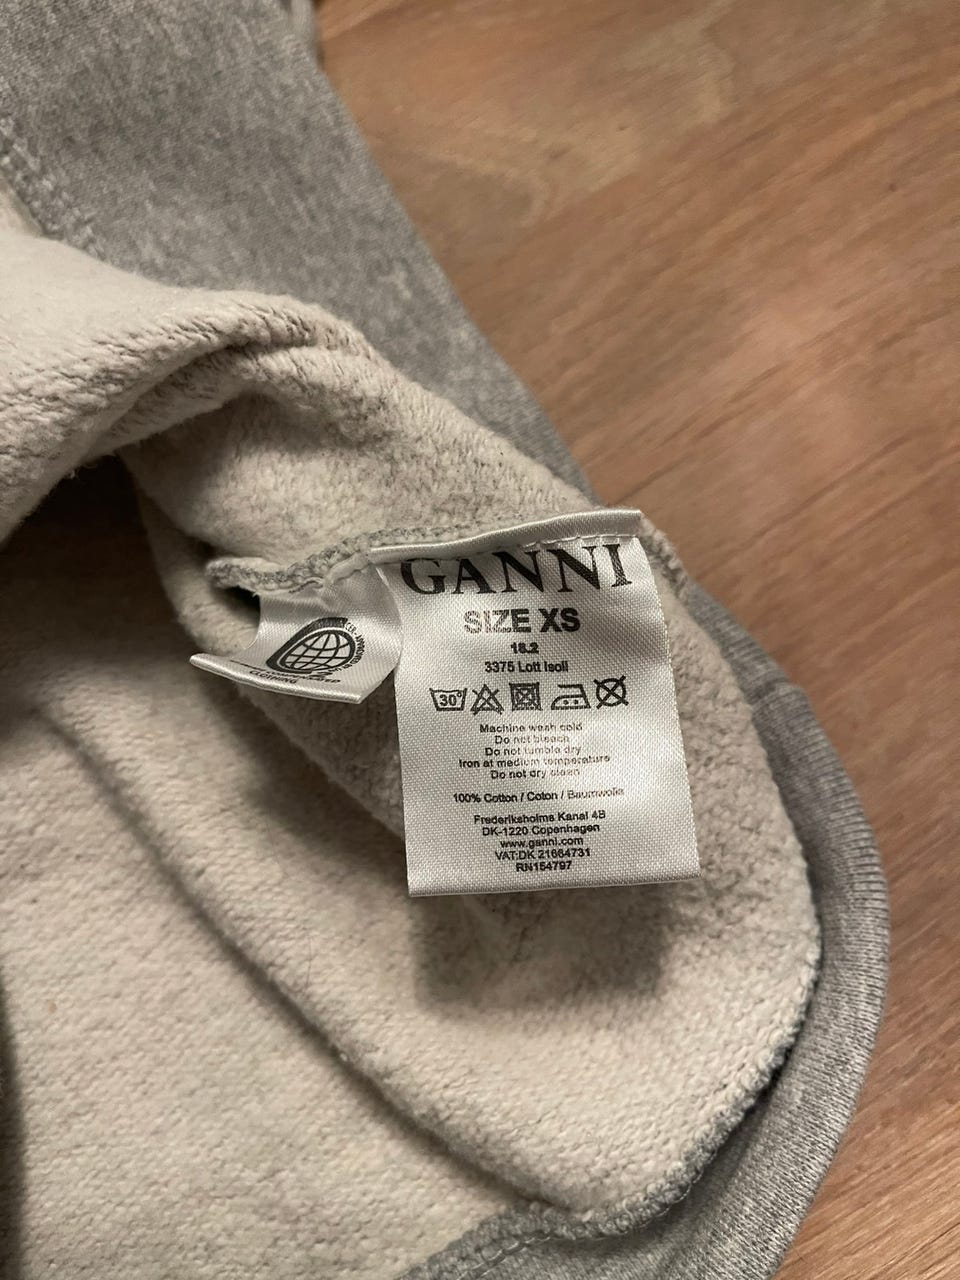 GANNI
SIZE XS
18.2
3375 Lott Isoli
30°
Machine wash cold
Do not bleach
Do not tumble dry
Iron at medium temperature
Do not dry clean
100% Cotton / Coton / Baumwolle
Frederiksholms Kanal 4B
DK-1220 Copenhagen
www.ganni.com
VAT:DK 21664731
RN154797
CLOTHING